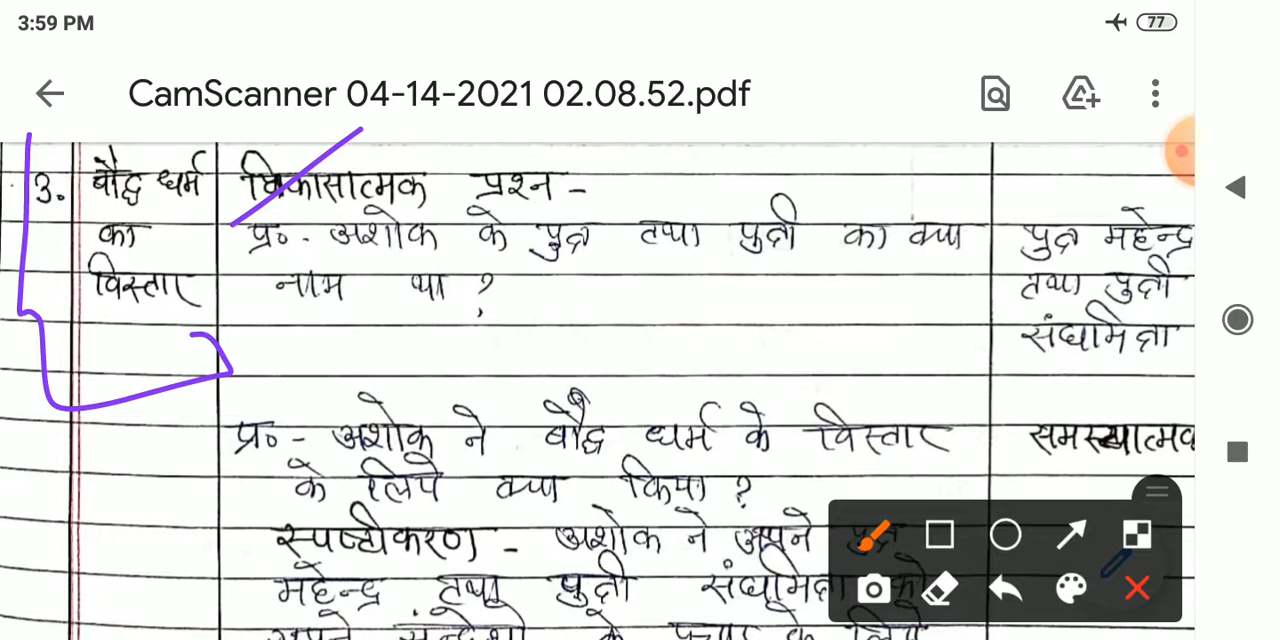 3:59 PM
77
CamScanner 04-14-2021 02.08.52.pdf
3. बौद्ध धर्म का विस्तार
विकासात्मक प्रश्न -
प्र०- अशोक के पुत्र तथा पुत्री का क्या
नाम था ?
पुत्र महेन्द्र
तथा पुत्री
संघमित्रा
प्र०- अशोक ने बौद्ध धर्म के विस्तार
के लिये क्या किया ?
समस्यात्मक
स्पष्टीकरण - अशोक ने अपने पुत्र
महेन्द्र तथा पुत्री संघमित्रा को